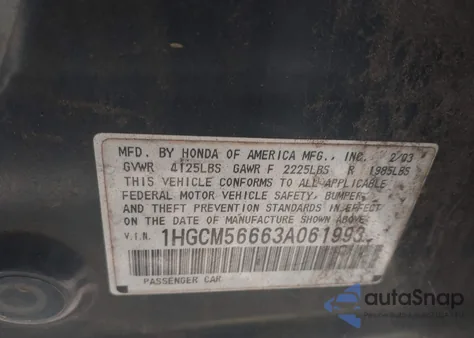 MFD. BY HONDA OF AMERICA MFG., INC. 2/03
GVWR 4125LBS GAWR F 2225LBS R 1985LBS
THIS VEHICLE CONFORMS TO ALL APPLICABLE
FEDERAL MOTOR VEHICLE SAFETY, BUMPER,
AND THEFT PROVISION STANDARDS IN EFFECT
ON THE DATE OF MANUFACTURE SHOWN ABOVE.
V.I.N. 1HGCM56663A061993
PASSENGER CAR
autoSnap